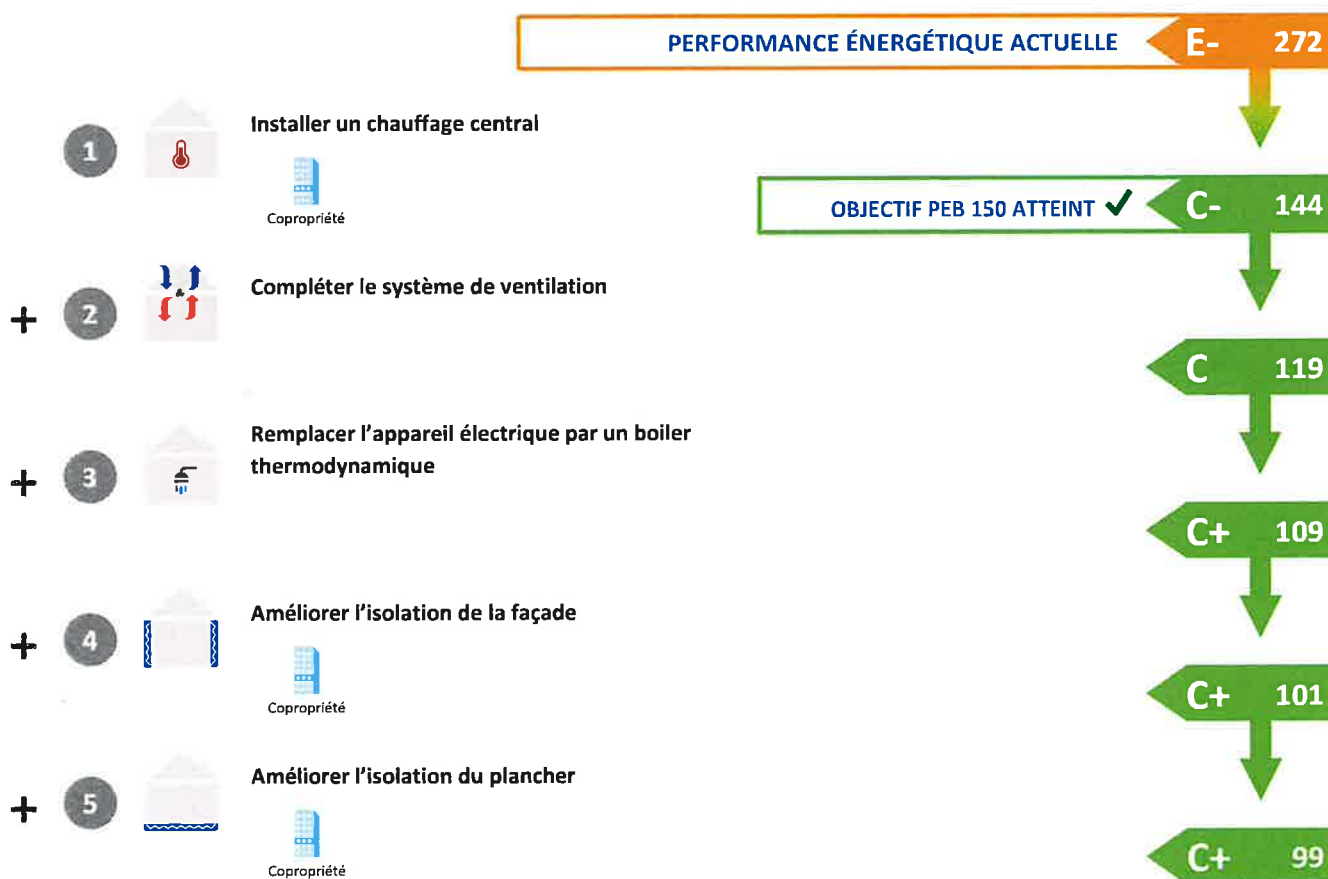 PERFORMANCE ÉNERGÉTIQUE ACTUELLE E- 272
1 Installer un chauffage central
Copropriété
OBJECTIF PEB 150 ATTEINT ✓ C- 144
+ 2 & Compléter le système de ventilation
C 119
+ 3 Remplacer l'appareil électrique par un boiler
thermodynamique
C+ 109
+ 4 Améliorer l'isolation de la façade
Copropriété
C+ 101
+ 5 Améliorer l'isolation du plancher
Copropriété
C+ 99